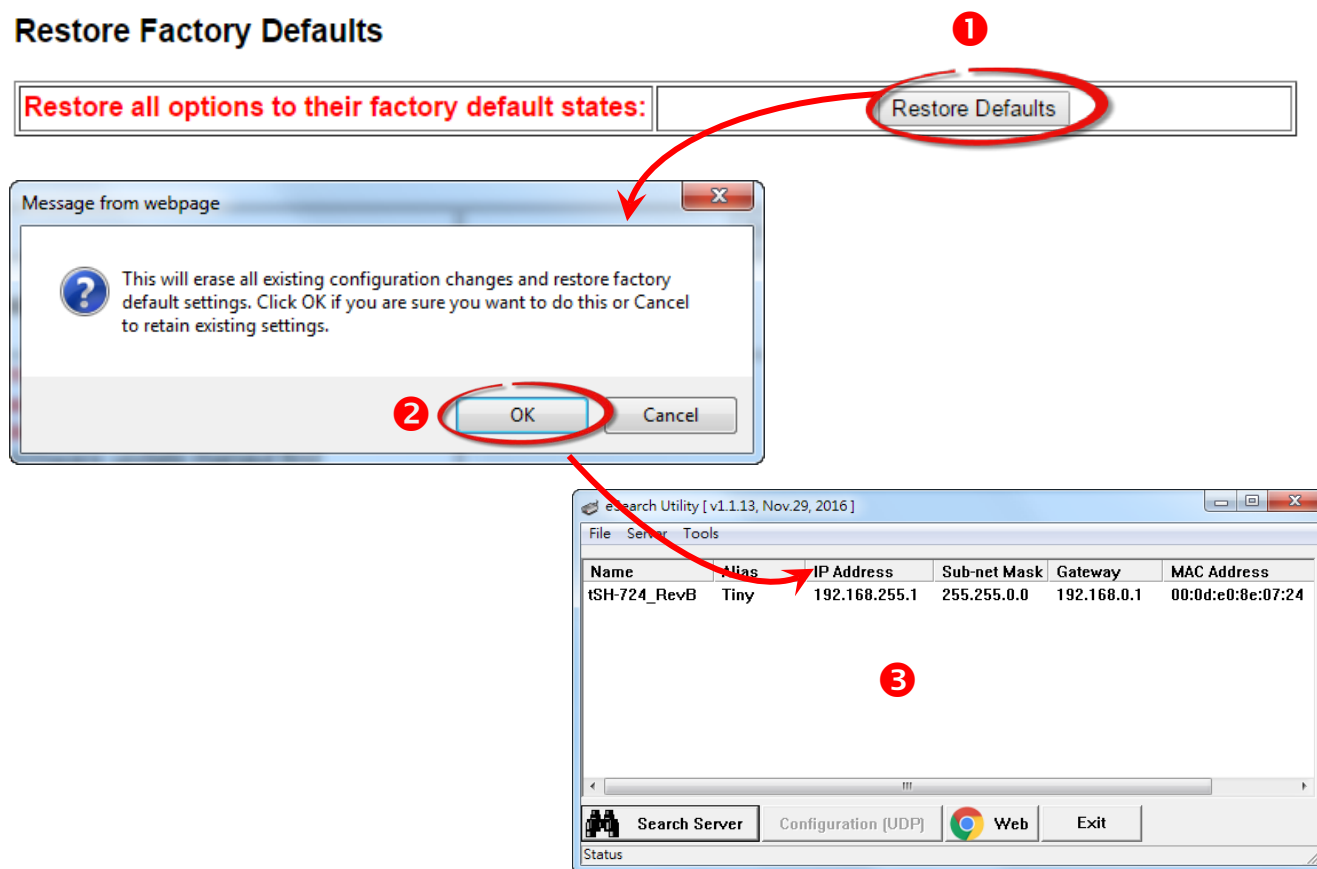 Restore Factory Defaults
1
Restore all options to their factory default states:
Restore Defaults
Message from webpage
This will erase all existing configuration changes and restore factory
default settings. Click OK if you are sure you want to do this or Cancel
to retain existing settings.
2
OK
Cancel
eSearch Utility [ v1.1.13, Nov.29, 2016 ]
File Server Tools
Name Alias IP Address Sub-net Mask Gateway MAC Address
tSH-724_RevB Tiny 192.168.255.1 255.255.0.0 192.168.0.1 00:0d:e0:8e:07:24
3
Search Server
Configuration (UDP)
Web
Exit
Status